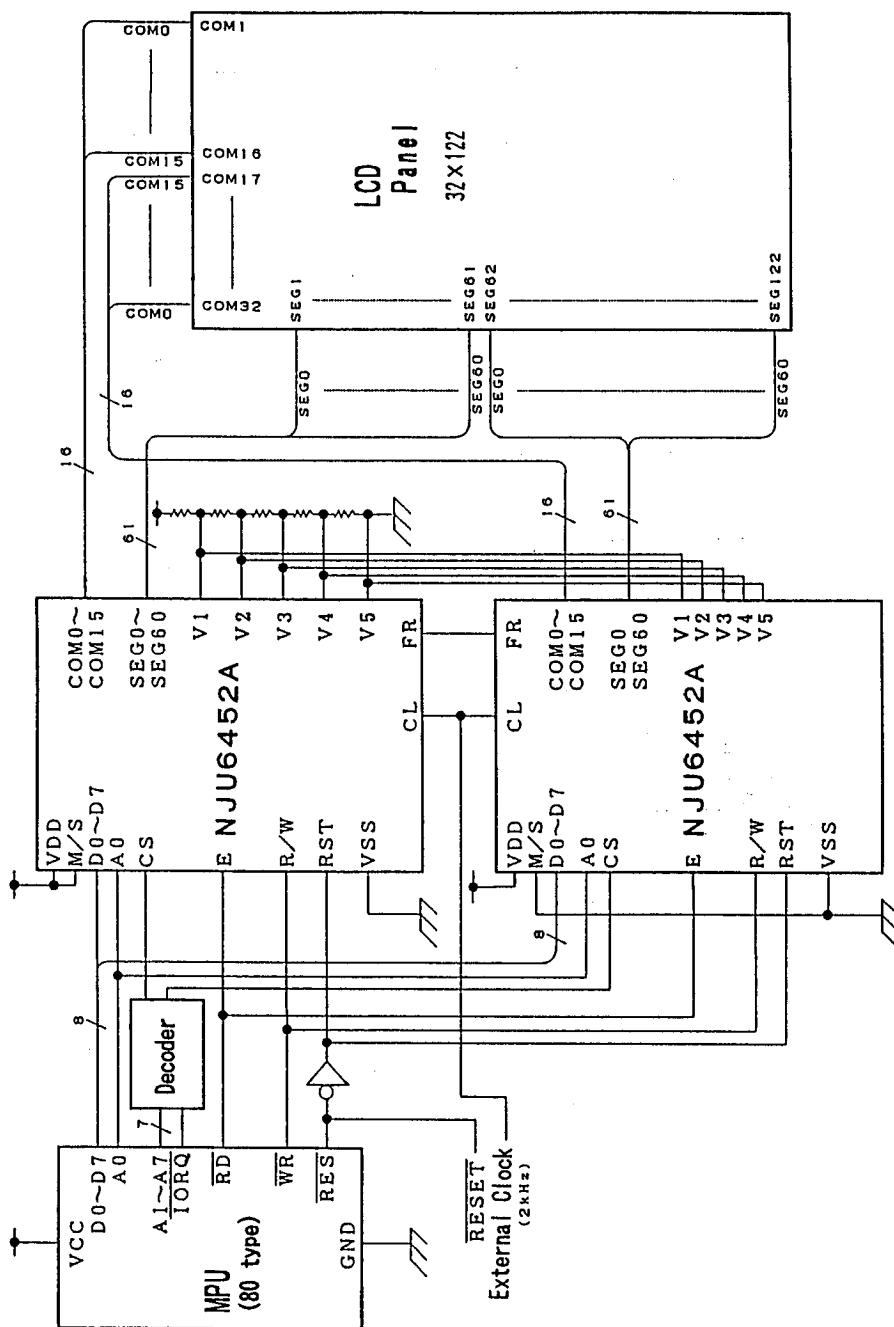 MPU
(80 type)
VCC
D0~D7
A0
A1~A7
IORQ
RD
WR
RES
GND
8
7
Decoder
RESET
External Clock
(2kHz)
NJU6452A
VDD
M/S
D0~D7
A0
CS
E
R/W
RST
VSS
COM0~
COM15
SEG0~
SEG60
V1
V2
V3
V4
V5
FR
CL
16
61
NJU6452A
VDD
M/S
D0~D7
A0
CS
E
R/W
RST
VSS
8
CL
FR
COM0~
COM15
SEG0
SEG60
V1
V2
V3
V4
V5
16
61
16
COM0
COM15
COM15
COM0
COM1
COM16
COM17
COM32
SEG0
SEG60
SEG0
SEG60
SEG1
SEG61
SEG62
SEG122
LCD
Panel
32×122